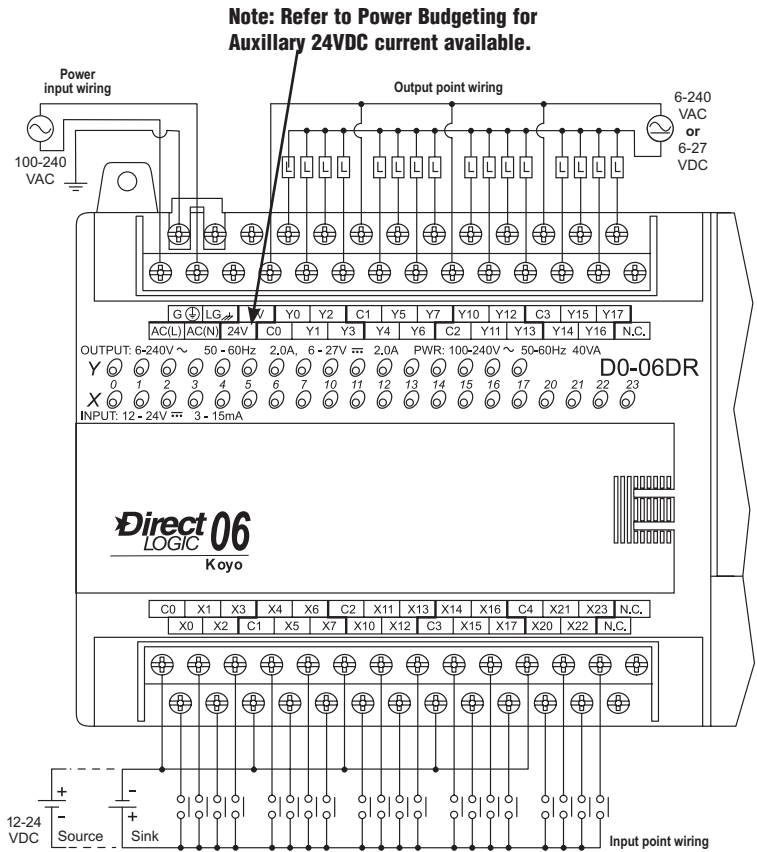 Note: Refer to Power Budgeting for
Auxillary 24VDC current available.
Power
input wiring
Output point wiring
6-240
VAC
or
6-27
VDC
100-240
VAC
L L L L L L L L L L L L L L L L
G LG V Y0 Y2 C1 Y5 Y7 Y10 Y12 C3 Y15 Y17
AC(L) AC(N) 24V C0 Y1 Y3 Y4 Y6 C2 Y11 Y13 Y14 Y16 N.C.
OUTPUT: 6-240V ~ 50 - 60Hz 2.0A, 6 - 27V ⎓ 2.0A PWR: 100-240V ~ 50-60Hz 40VA
Y
D0-06DR
0 1 2 3 4 5 6 7 10 11 12 13 14 15 16 17 20 21 22 23
X
INPUT: 12 - 24V ⎓ 3 - 15mA
Direct
LOGIC 06
Koyo
C0 X1 X3 X4 X6 C2 X11 X13 X14 X16 C4 X21 X23 N.C.
X0 X2 C1 X5 X7 X10 X12 C3 X15 X17 X20 X22 N.C.
+ -
- +
12-24
VDC
Source Sink
Input point wiring